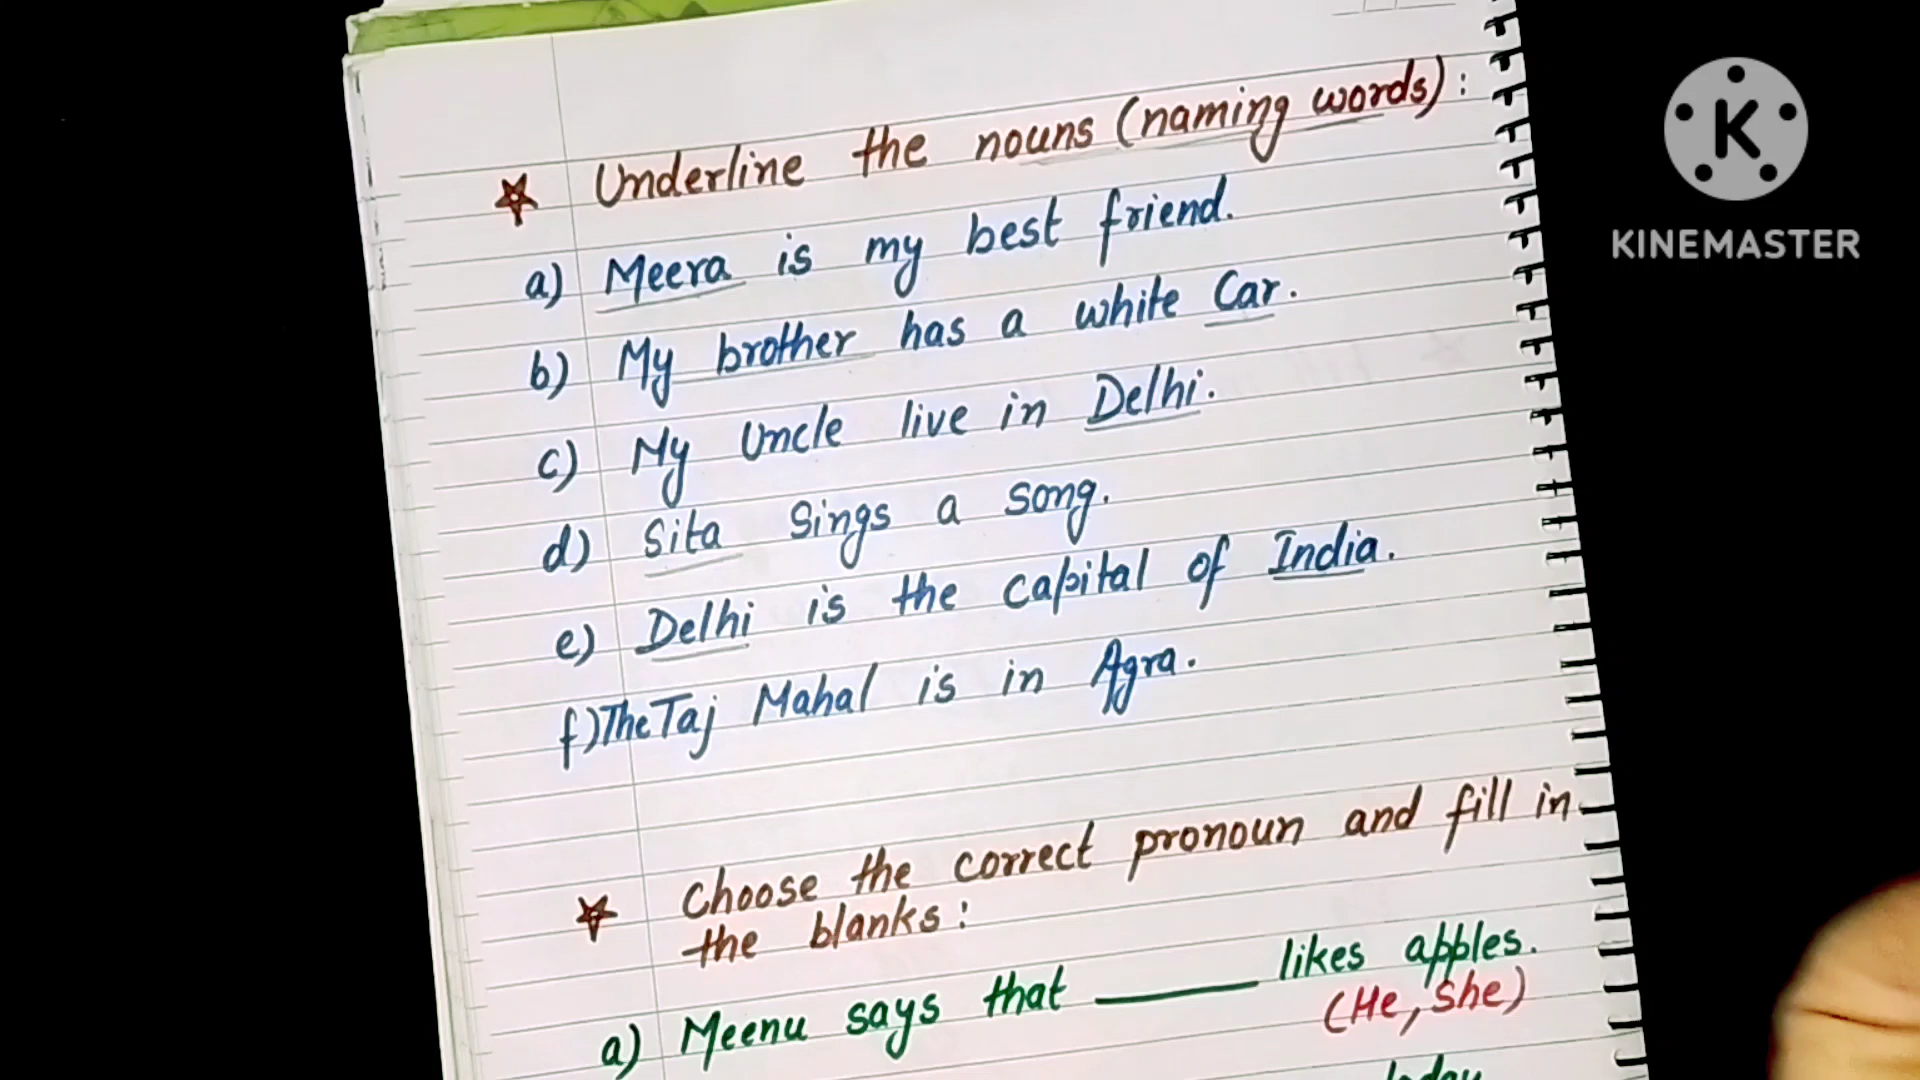 Underline the nouns (naming words):
a) Meera is my best friend.
b) My brother has a white Car.
c) My Uncle live in Delhi.
d) Sita Sings a song.
e) Delhi is the capital of India.
f) The Taj Mahal is in Agra.
Choose the correct pronoun and fill in
the blanks:
a) Meenu says that ______ likes apples.
(He, She)
today
K
KINEMASTER